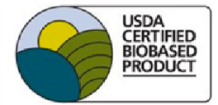 USDA
CERTIFIED
BIOBASED
PRODUCT